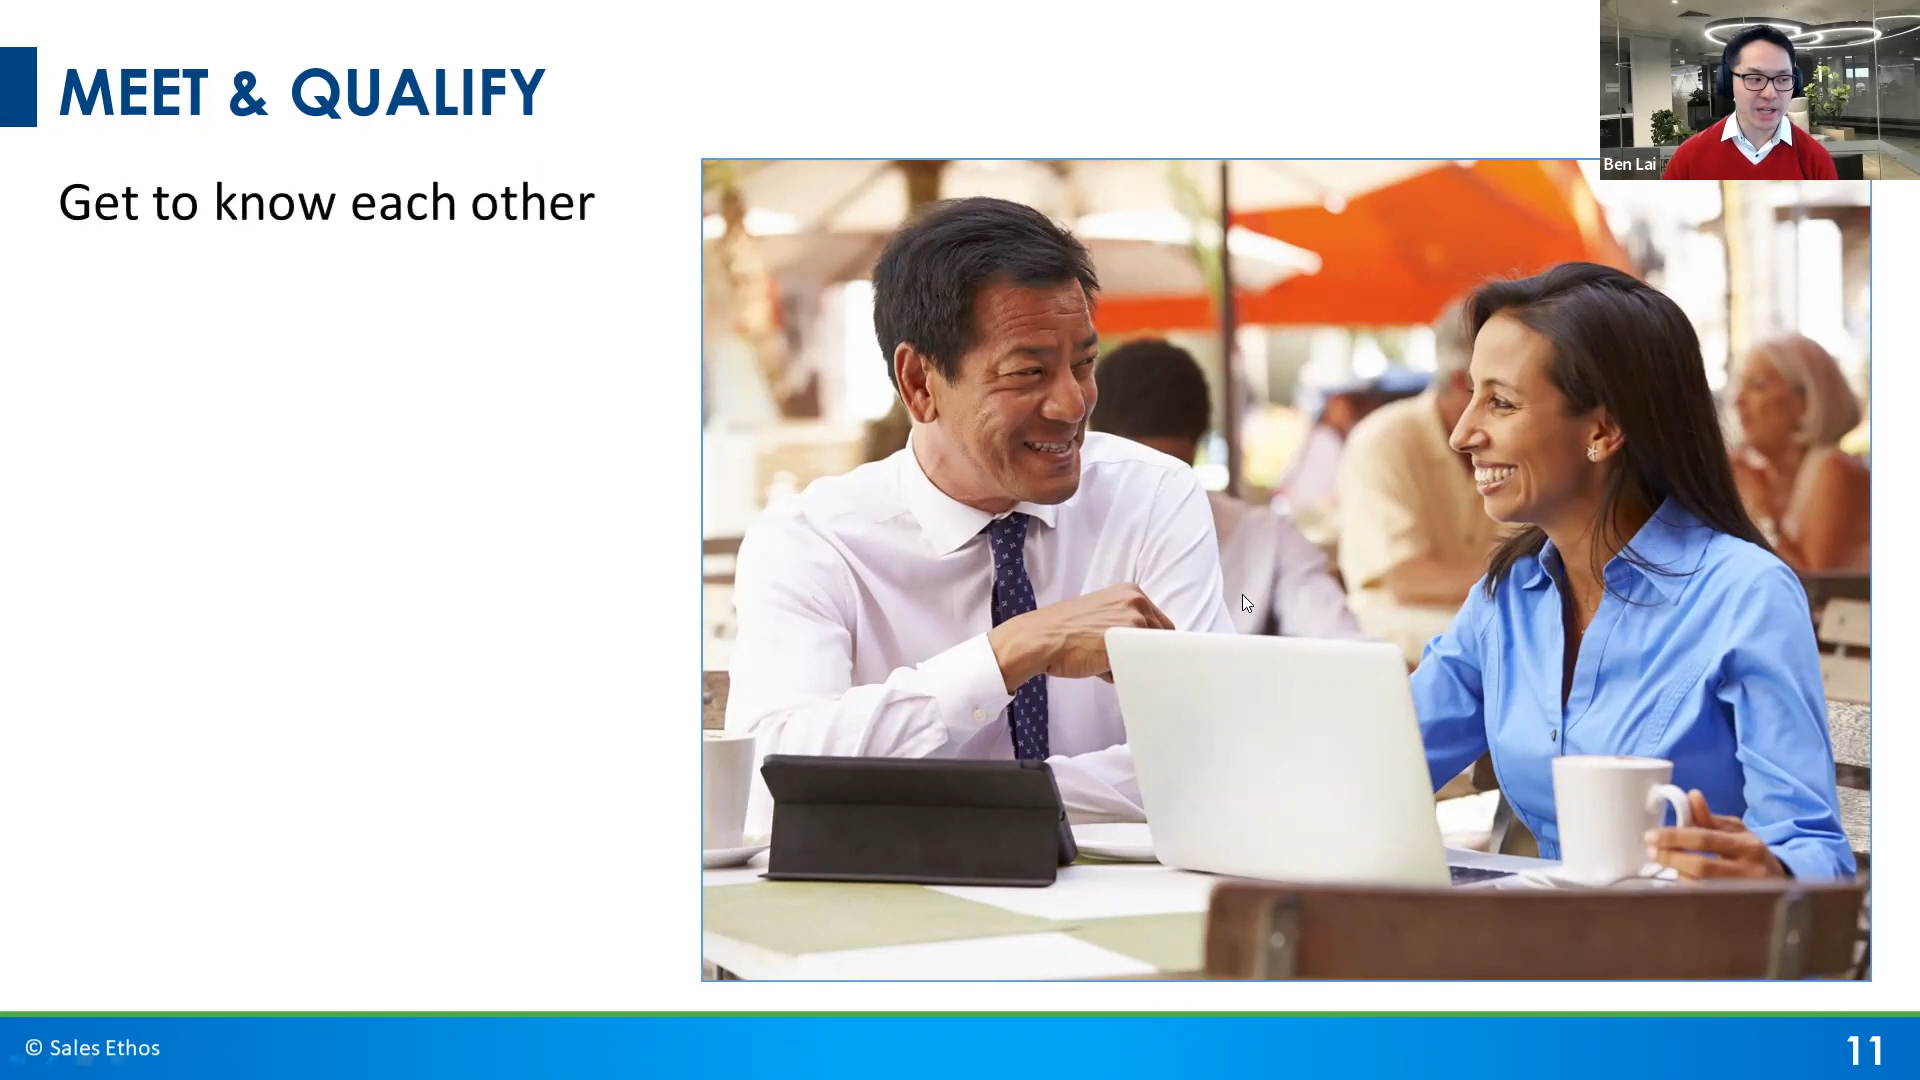 MEET & QUALIFY
Ben Lai
Get to know each other
© Sales Ethos
11